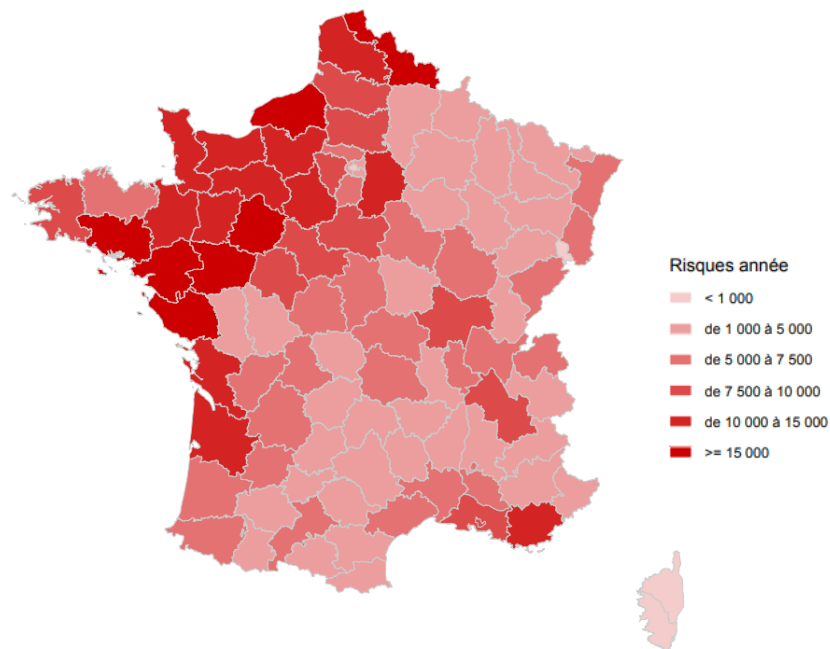 Risques année
< 1 000
de 1 000 à 5 000
de 5 000 à 7 500
de 7 500 à 10 000
de 10 000 à 15 000
>= 15 000